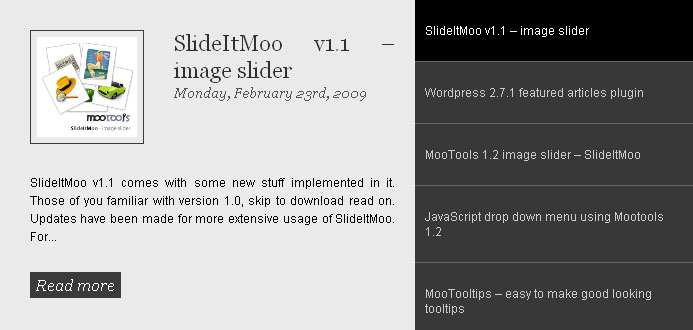 SlideItMoo v1.1 –
image slider
Monday, February 23rd, 2009
mootools
SlideItMoo - image slider
SlideItMoo v1.1 comes with some new stuff implemented in it.
Those of you familiar with version 1.0, skip to download read on.
Updates have been made for more extensive usage of SlideItMoo.
For...
Read more
SlideItMoo v1.1 – image slider
Wordpress 2.7.1 featured articles plugin
MooTools 1.2 image slider – SlideItMoo
JavaScript drop down menu using Mootools
1.2
MooTooltips – easy to make good looking
tooltips